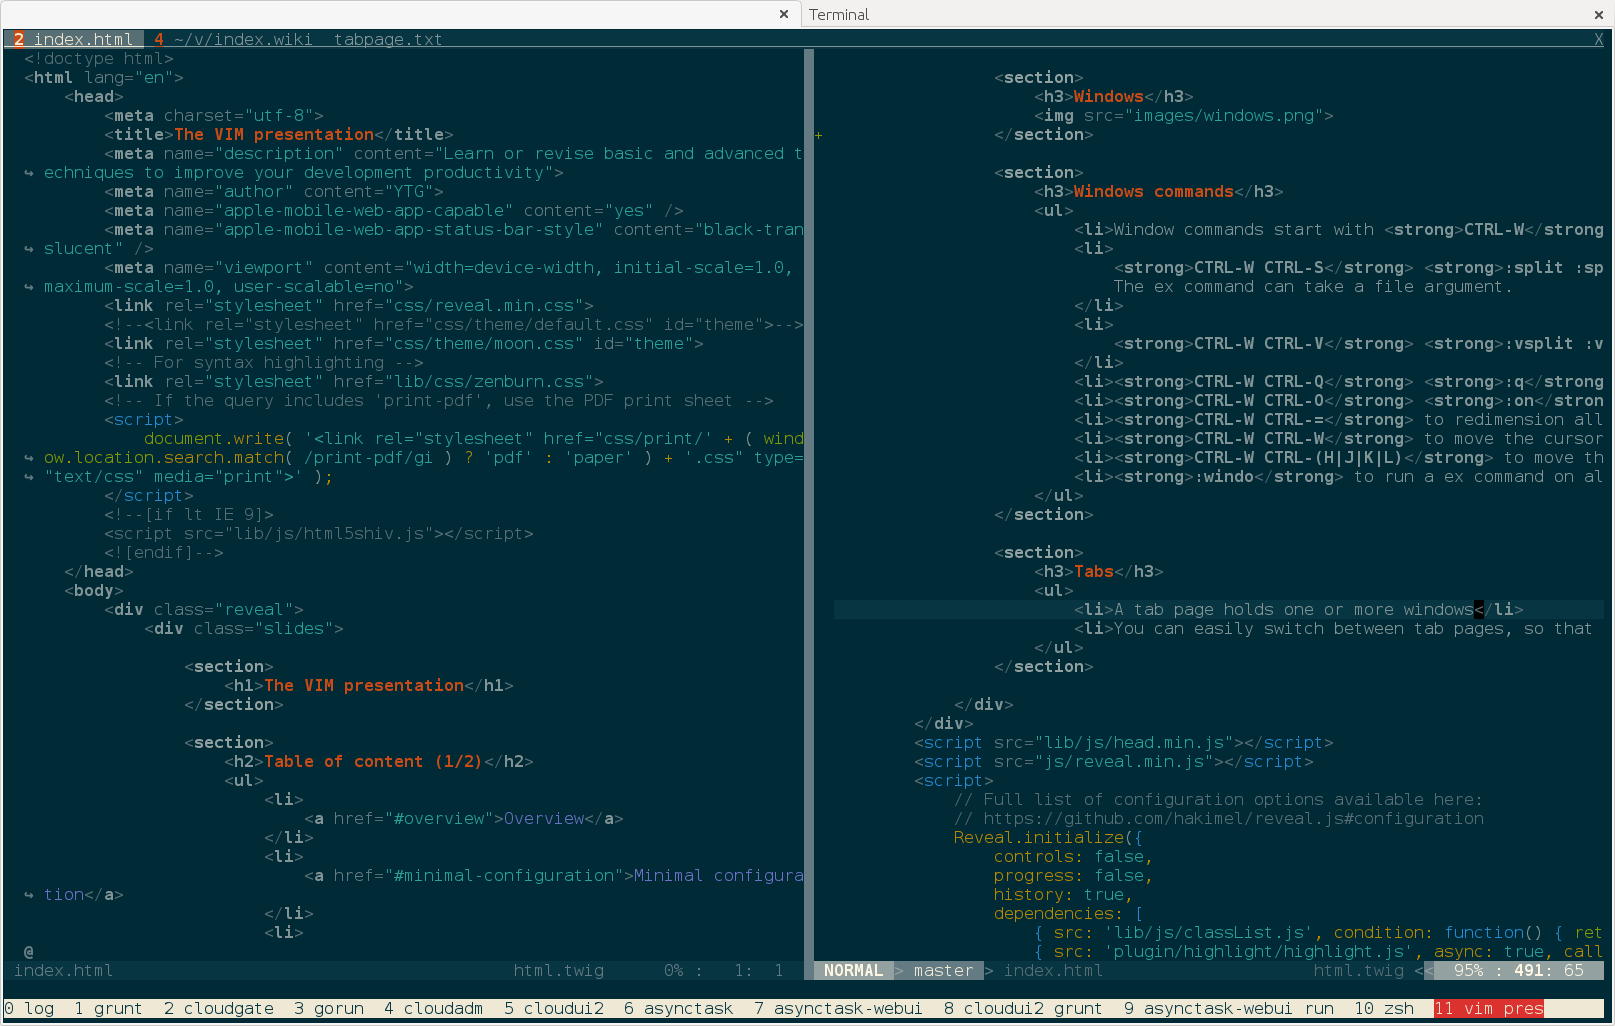 × Terminal ×
2 index.html 4 ~/v/index.wiki tabpage.txt X
<!doctype html>
<html lang="en">
<head>
<meta charset="utf-8">
<title>The VIM presentation</title>
<meta name="description" content="Learn or revise basic and advanced t
↪ echniques to improve your development productivity">
<meta name="author" content="YTG">
<meta name="apple-mobile-web-app-capable" content="yes" />
<meta name="apple-mobile-web-app-status-bar-style" content="black-tran
↪ slucent" />
<meta name="viewport" content="width=device-width, initial-scale=1.0,
↪ maximum-scale=1.0, user-scalable=no">
<link rel="stylesheet" href="css/reveal.min.css">
<!--<link rel="stylesheet" href="css/theme/default.css" id="theme">-->
<link rel="stylesheet" href="css/theme/moon.css" id="theme">
<!-- For syntax highlighting -->
<link rel="stylesheet" href="lib/css/zenburn.css">
<!-- If the query includes 'print-pdf', use the PDF print sheet -->
<script>
document.write( '<link rel="stylesheet" href="css/print/' + ( wind
↪ ow.location.search.match( /print-pdf/gi ) ? 'pdf' : 'paper' ) + '.css" type=
↪ "text/css" media="print">' );
</script>
<!--[if lt IE 9]>
<script src="lib/js/html5shiv.js"></script>
<![endif]-->
</head>
<body>
<div class="reveal">
<div class="slides">
<section>
<h1>The VIM presentation</h1>
</section>
<section>
<h2>Table of content (1/2)</h2>
<ul>
<li>
<a href="#overview">Overview</a>
</li>
<li>
<a href="#minimal-configuration">Minimal configura
↪ tion</a>
</li>
<li>
@
index.html html.twig 0% : 1: 1
<section>
<h3>Windows</h3>
<img src="images/windows.png">
+ </section>
<section>
<h3>Windows commands</h3>
<ul>
<li>Window commands start with <strong>CTRL-W</strong
<li>
<strong>CTRL-W CTRL-S</strong> <strong>:split :sp
The ex command can take a file argument.
</li>
<li>
<strong>CTRL-W CTRL-V</strong> <strong>:vsplit :v
</li>
<li><strong>CTRL-W CTRL-Q</strong> <strong>:q</strong
<li><strong>CTRL-W CTRL-O</strong> <strong>:on</stron
<li><strong>CTRL-W CTRL-=</strong> to redimension all
<li><strong>CTRL-W CTRL-W</strong> to move the cursor
<li><strong>CTRL-W CTRL-(H|J|K|L)</strong> to move th
<li><strong>:windo</strong> to run a ex command on al
</ul>
</section>
<section>
<h3>Tabs</h3>
<ul>
<li>A tab page holds one or more windows</li>
<li>You can easily switch between tab pages, so that
</ul>
</section>
</div>
</div>
<script src="lib/js/head.min.js"></script>
<script src="js/reveal.min.js"></script>
<script>
// Full list of configuration options available here:
// https://github.com/hakimel/reveal.js#configuration
Reveal.initialize({
controls: false,
progress: false,
history: true,
dependencies: [
{ src: 'lib/js/classList.js', condition: function() { ret
{ src: 'plugin/highlight/highlight.js', async: true, call
NORMAL > master > index.html html.twig << 95% : 491: 65
0 log 1 grunt 2 cloudgate 3 gorun 4 cloudadm 5 cloudui2 6 asynctask 7 asynctask-webui 8 cloudui2 grunt 9 asynctask-webui run 10 zsh 11 vim pres